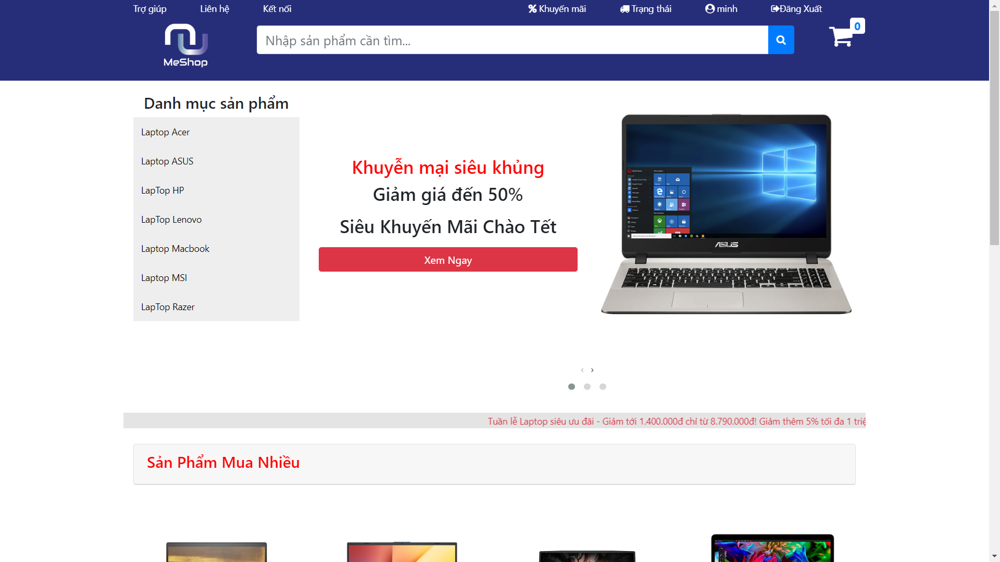 Trợ giúp
Liên hệ
Kết nối
Khuyến mãi
Trạng thái
minh
Đăng Xuất
MeShop
Nhập sản phẩm cần tìm...
0
Danh mục sản phẩm
Laptop Acer
Laptop ASUS
LapTop HP
LapTop Lenovo
Laptop Macbook
Laptop MSI
LapTop Razer
Khuyễn mại siêu khủng
Giảm giá đến 50%
Siêu Khuyến Mãi Chào Tết
Xem Ngay
ASUS
Tuần lễ Laptop siêu ưu đãi - Giảm tới 1.400.000đ chỉ từ 8.790.000đ! Giảm thêm 5% tối đa 1 triệ
Sản Phẩm Mua Nhiều